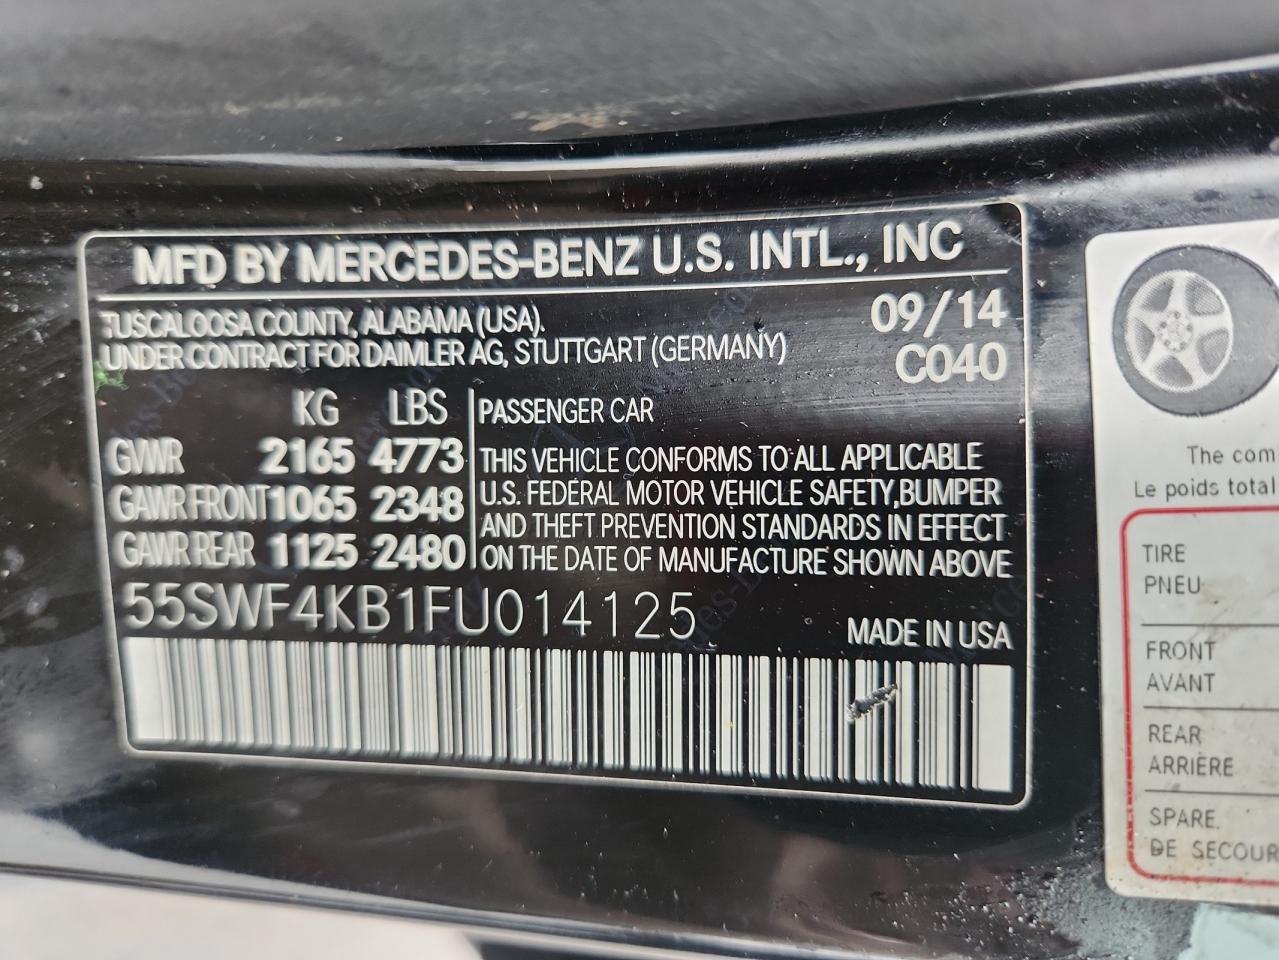 MFD BY MERCEDES-BENZ U.S. INTL., INC
TUSCALOOSA COUNTY, ALABAMA (USA).
UNDER CONTRACT FOR DAIMLER AG, STUTTGART (GERMANY)
09/14
C040
KG LBS
GVWR 2165 4773
GAWR FRONT 1065 2348
GAWR REAR 1125 2480
PASSENGER CAR
THIS VEHICLE CONFORMS TO ALL APPLICABLE
U.S. FEDERAL MOTOR VEHICLE SAFETY,BUMPER
AND THEFT PREVENTION STANDARDS IN EFFECT
ON THE DATE OF MANUFACTURE SHOWN ABOVE
55SWF4KB1FU014125
MADE IN USA
The com
Le poids total
TIRE
PNEU
FRONT
AVANT
REAR
ARRIÈRE
SPARE
DE SECOUR